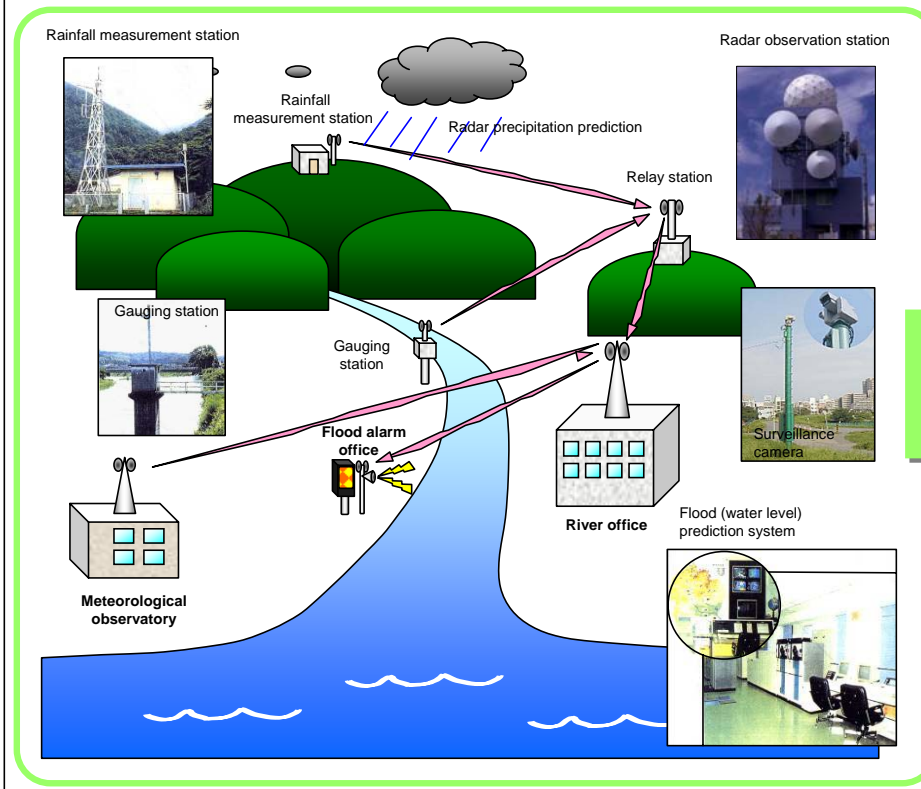 Rainfall measurement station
Radar observation station
Rainfall
measurement station
Radar precipitation prediction
Relay station
Gauging station
Gauging
station
Surveillance
camera
Flood alarm
office
River office
Flood (water level)
prediction system
Meteorological
observatory